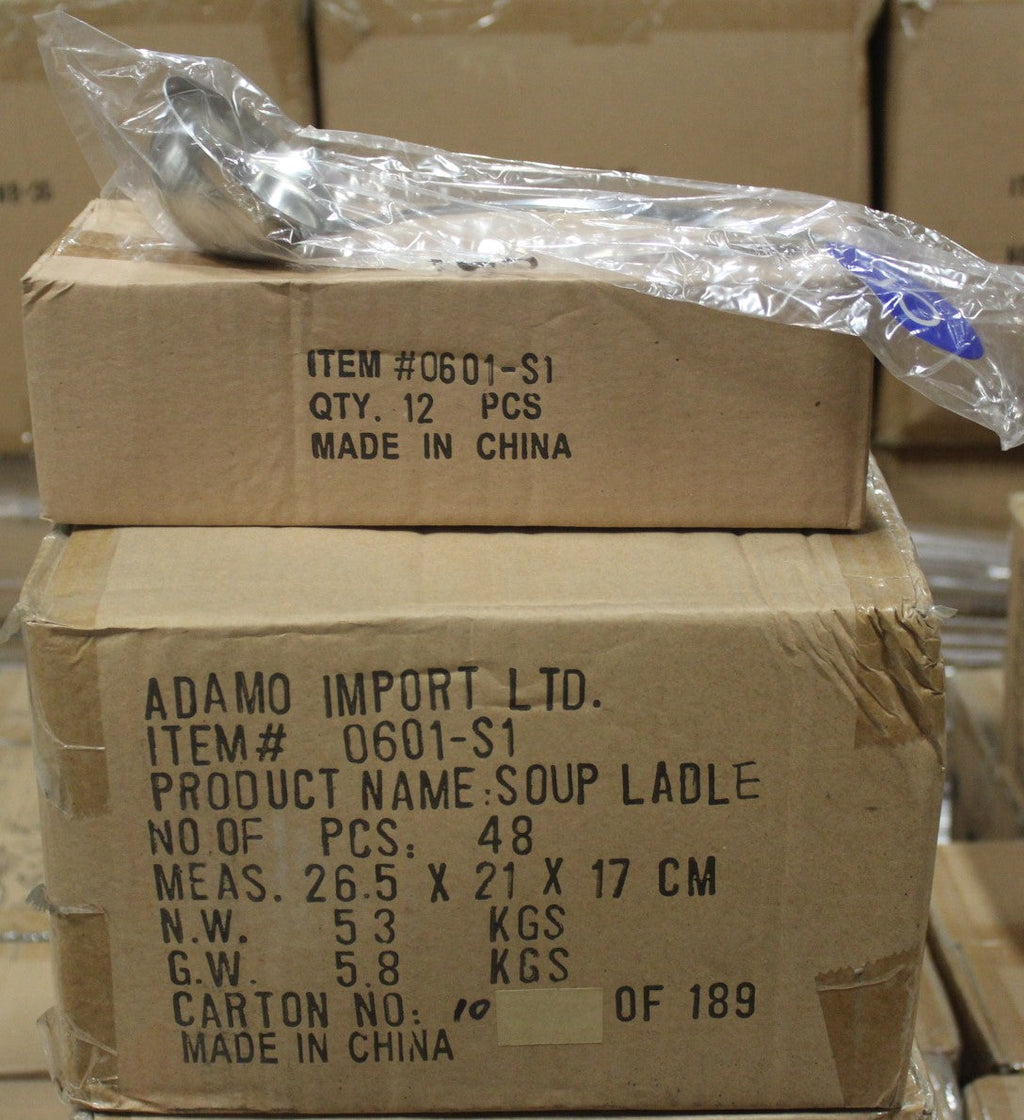 ITEM #0601-S1
QTY. 12 PCS
MADE IN CHINA
ADAMO IMPORT LTD.
ITEM# 0601-S1
PRODUCT NAME:SOUP LADLE
NO.OF PCS: 48
MEAS. 26.5 X 21 X 17 CM
N.W. 5 3 KGS
G.W. 5.8 KGS
CARTON NO: 10 OF 189
MADE IN CHINA